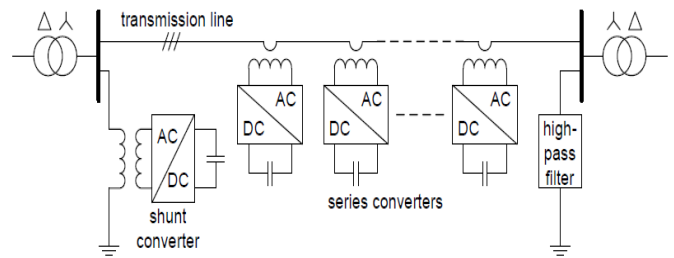 transmission line
AC
DC
AC
DC
AC
DC
AC
DC
high-
pass
filter
shunt
converter
series converters